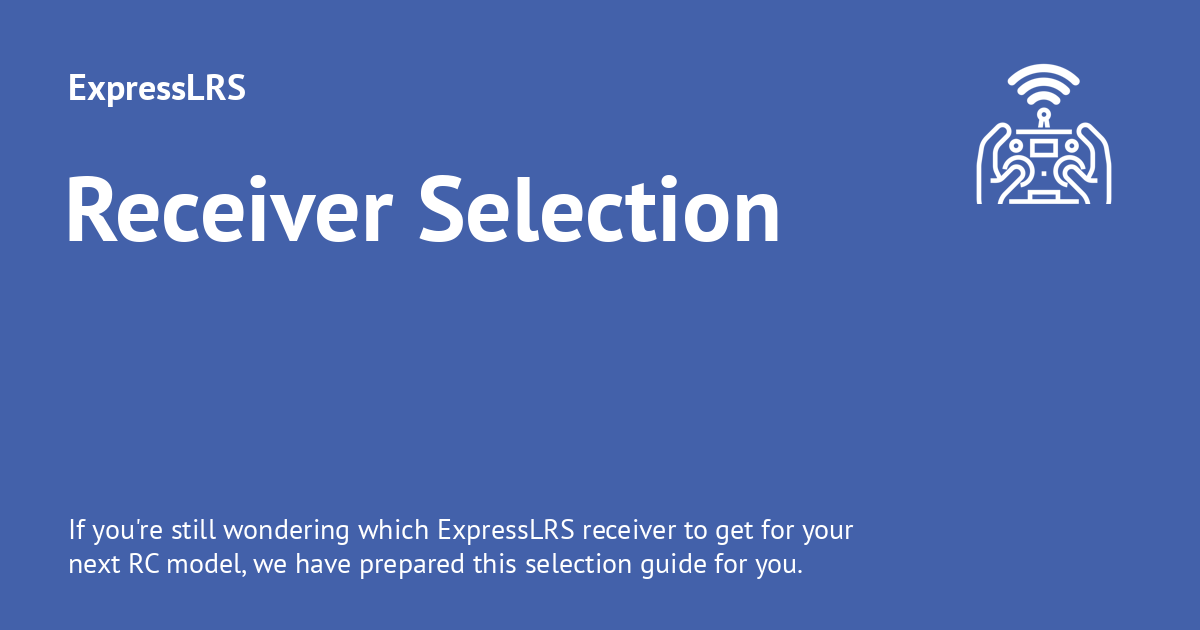 ExpressLRS
Receiver Selection
If you're still wondering which ExpressLRS receiver to get for your
next RC model, we have prepared this selection guide for you.